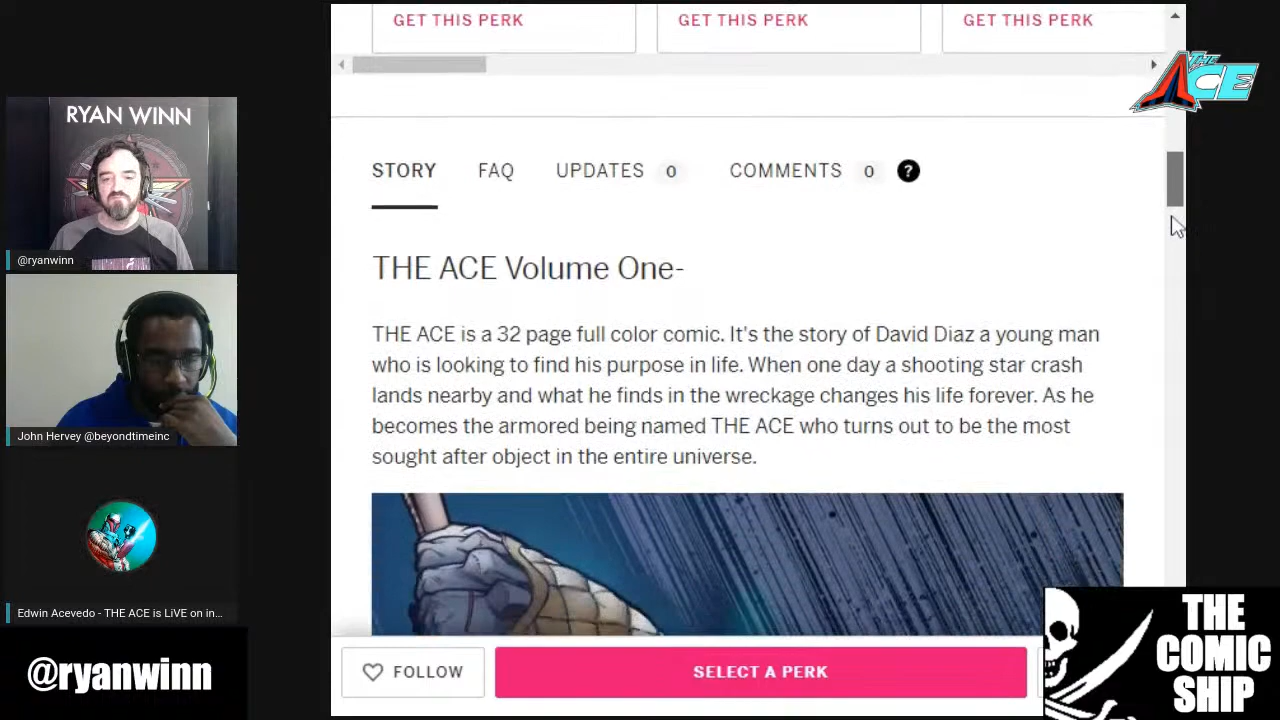 GET THIS PERK
GET THIS PERK
GET THIS PERK
THE
ACE
RYAN WINN
@ryanwinn
John Hervey @beyondtimeinc
Edwin Acevedo - THE ACE is LiVE on in...
@ryanwinn
STORY
FAQ
UPDATES 0
COMMENTS 0 ?
THE ACE Volume One-
THE ACE is a 32 page full color comic. It's the story of David Diaz a young man
who is looking to find his purpose in life. When one day a shooting star crash
lands nearby and what he finds in the wreckage changes his life forever. As he
becomes the armored being named THE ACE who turns out to be the most
sought after object in the entire universe.
FOLLOW
SELECT A PERK
THE
COMIC
SHIP